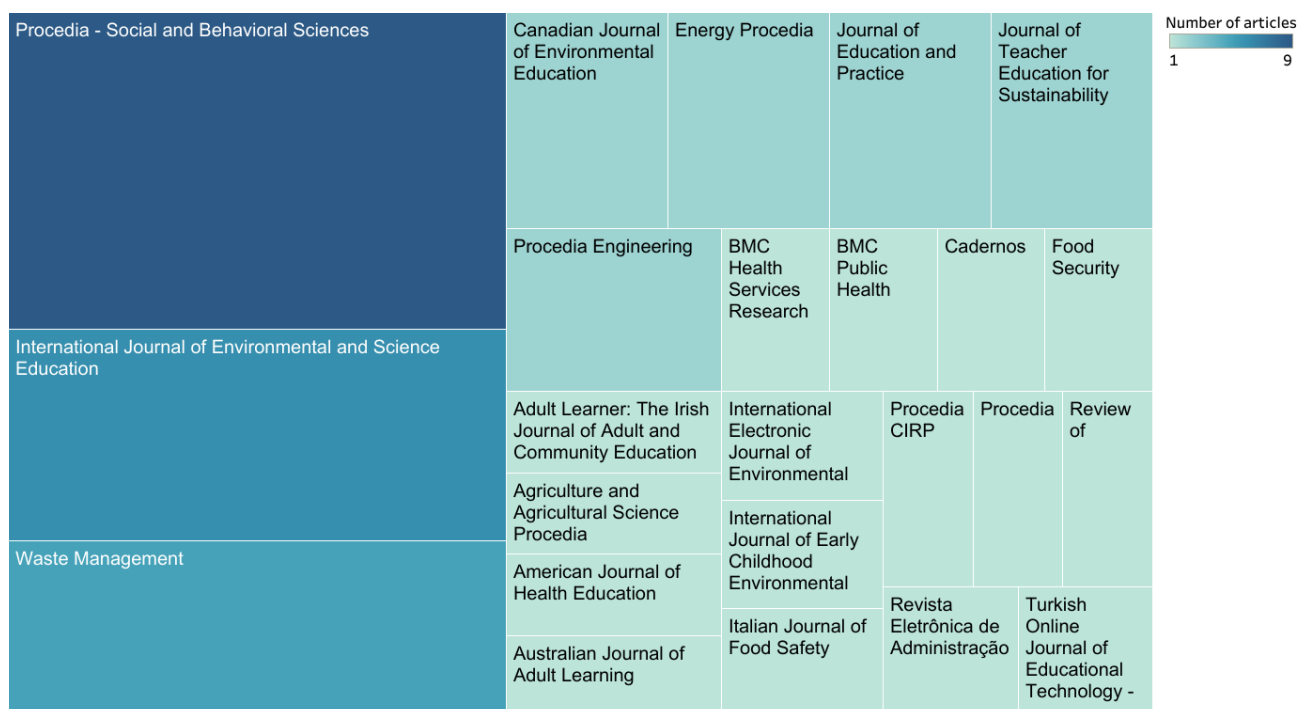 Procedia - Social and Behavioral Sciences
International Journal of Environmental and Science
Education
Waste Management
Canadian Journal
of Environmental
Education
Energy Procedia
Journal of
Education and
Practice
Journal of
Teacher
Education for
Sustainability
Procedia Engineering
BMC
Health
Services
Research
BMC
Public
Health
Cadernos
Food
Security
Adult Learner: The Irish
Journal of Adult and
Community Education
Agriculture and
Agricultural Science
Procedia
American Journal of
Health Education
Australian Journal of
Adult Learning
International
Electronic
Journal of
Environmental
International
Journal of Early
Childhood
Environmental
Italian Journal of
Food Safety
Procedia
CIRP
Procedia
Review
of
Revista
Eletrônica de
Administração
Turkish
Online
Journal of
Educational
Technology -
Number of articles
1 9